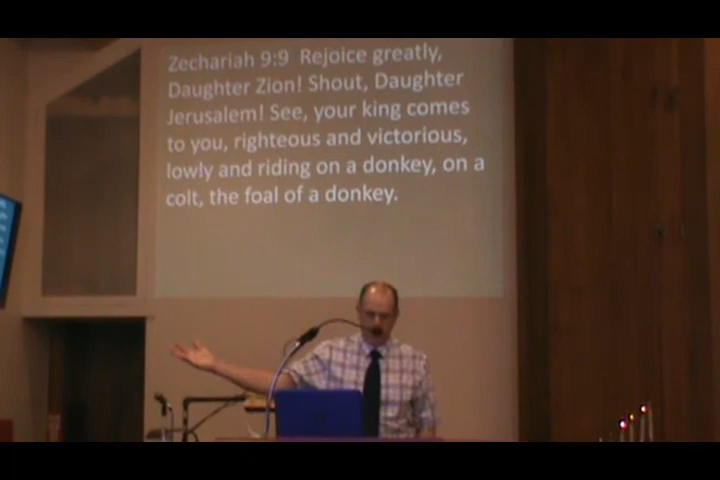 Zechariah 9:9 Rejoice greatly,
Daughter Zion! Shout, Daughter
Jerusalem! See, your king comes
to you, righteous and victorious,
lowly and riding on a donkey, on a
colt, the foal of a donkey.